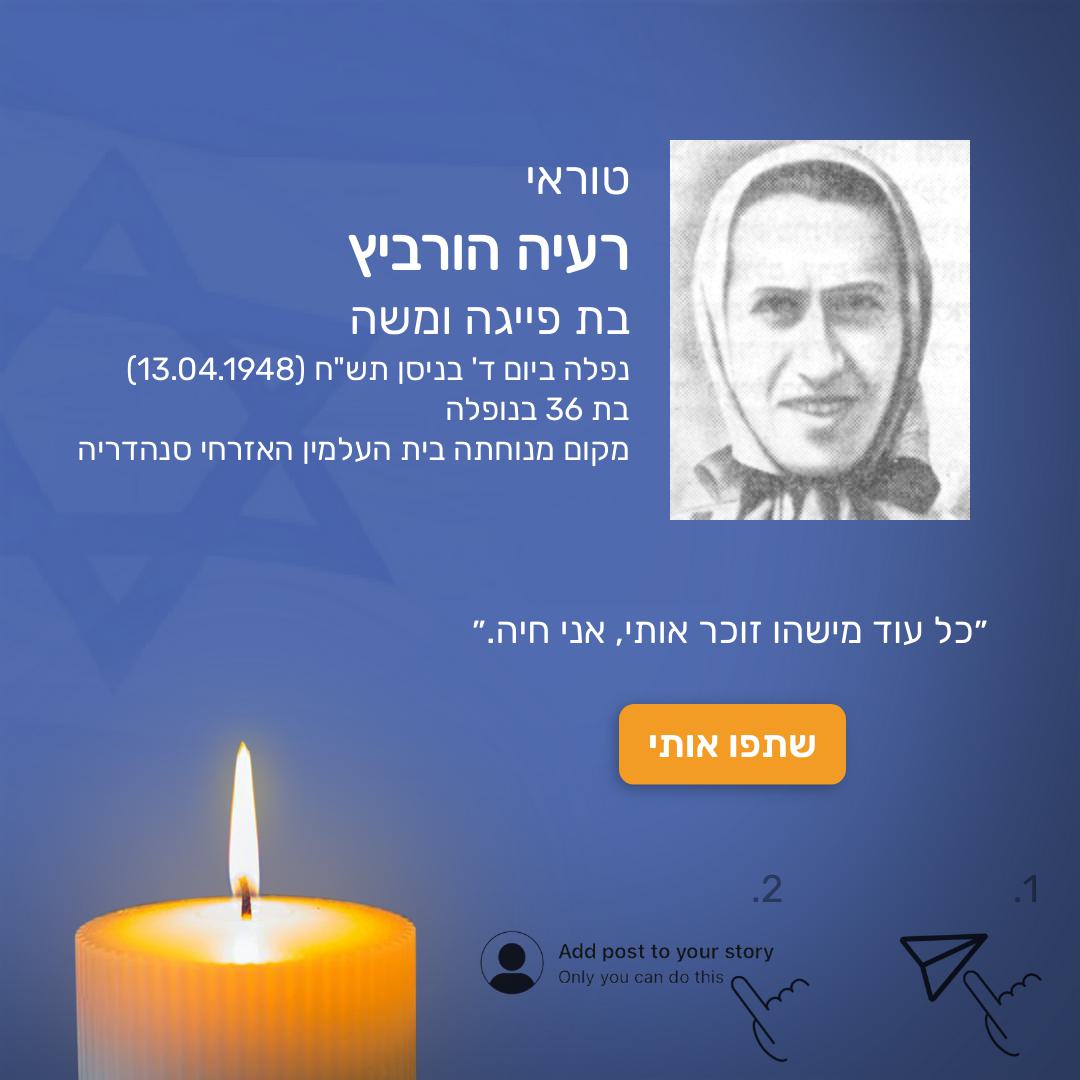 טוראי
רעיה הורביץ
בת פייגה ומשה
נפלה ביום ד' בניסן תש"ח (13.04.1948)
בת 36 בנופלה
מקום מנוחתה בית העלמין האזרחי סנהדריה
״כל עוד מישהו זוכר אותי, אני חיה.״
שתפו אותי
.1
.2
Add post to your story
Only you can do this